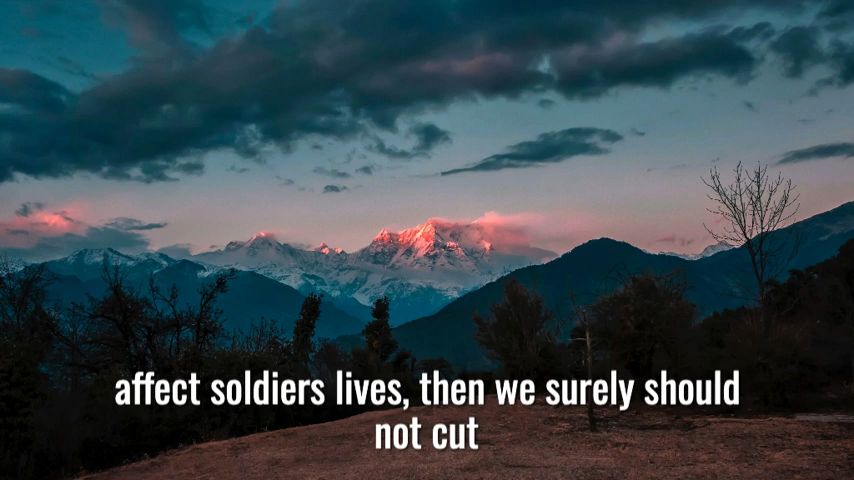 affect soldiers lives, then we surely should
not cut